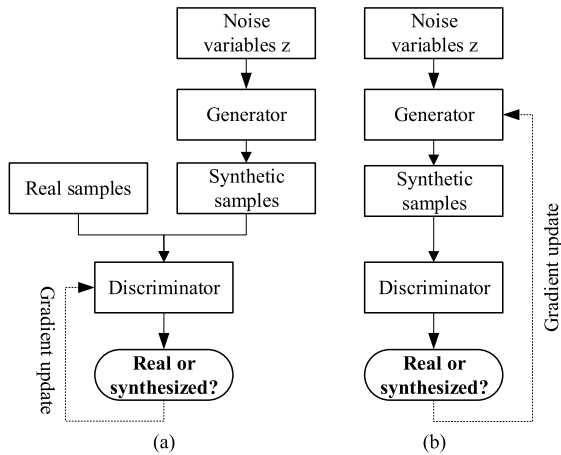 Noise
variables z
Generator
Real samples
Synthetic
samples
Discriminator
Gradient update
Real or
synthesized?
(a)
Noise
variables z
Generator
Synthetic
samples
Discriminator
Gradient update
Real or
synthesized?
(b)